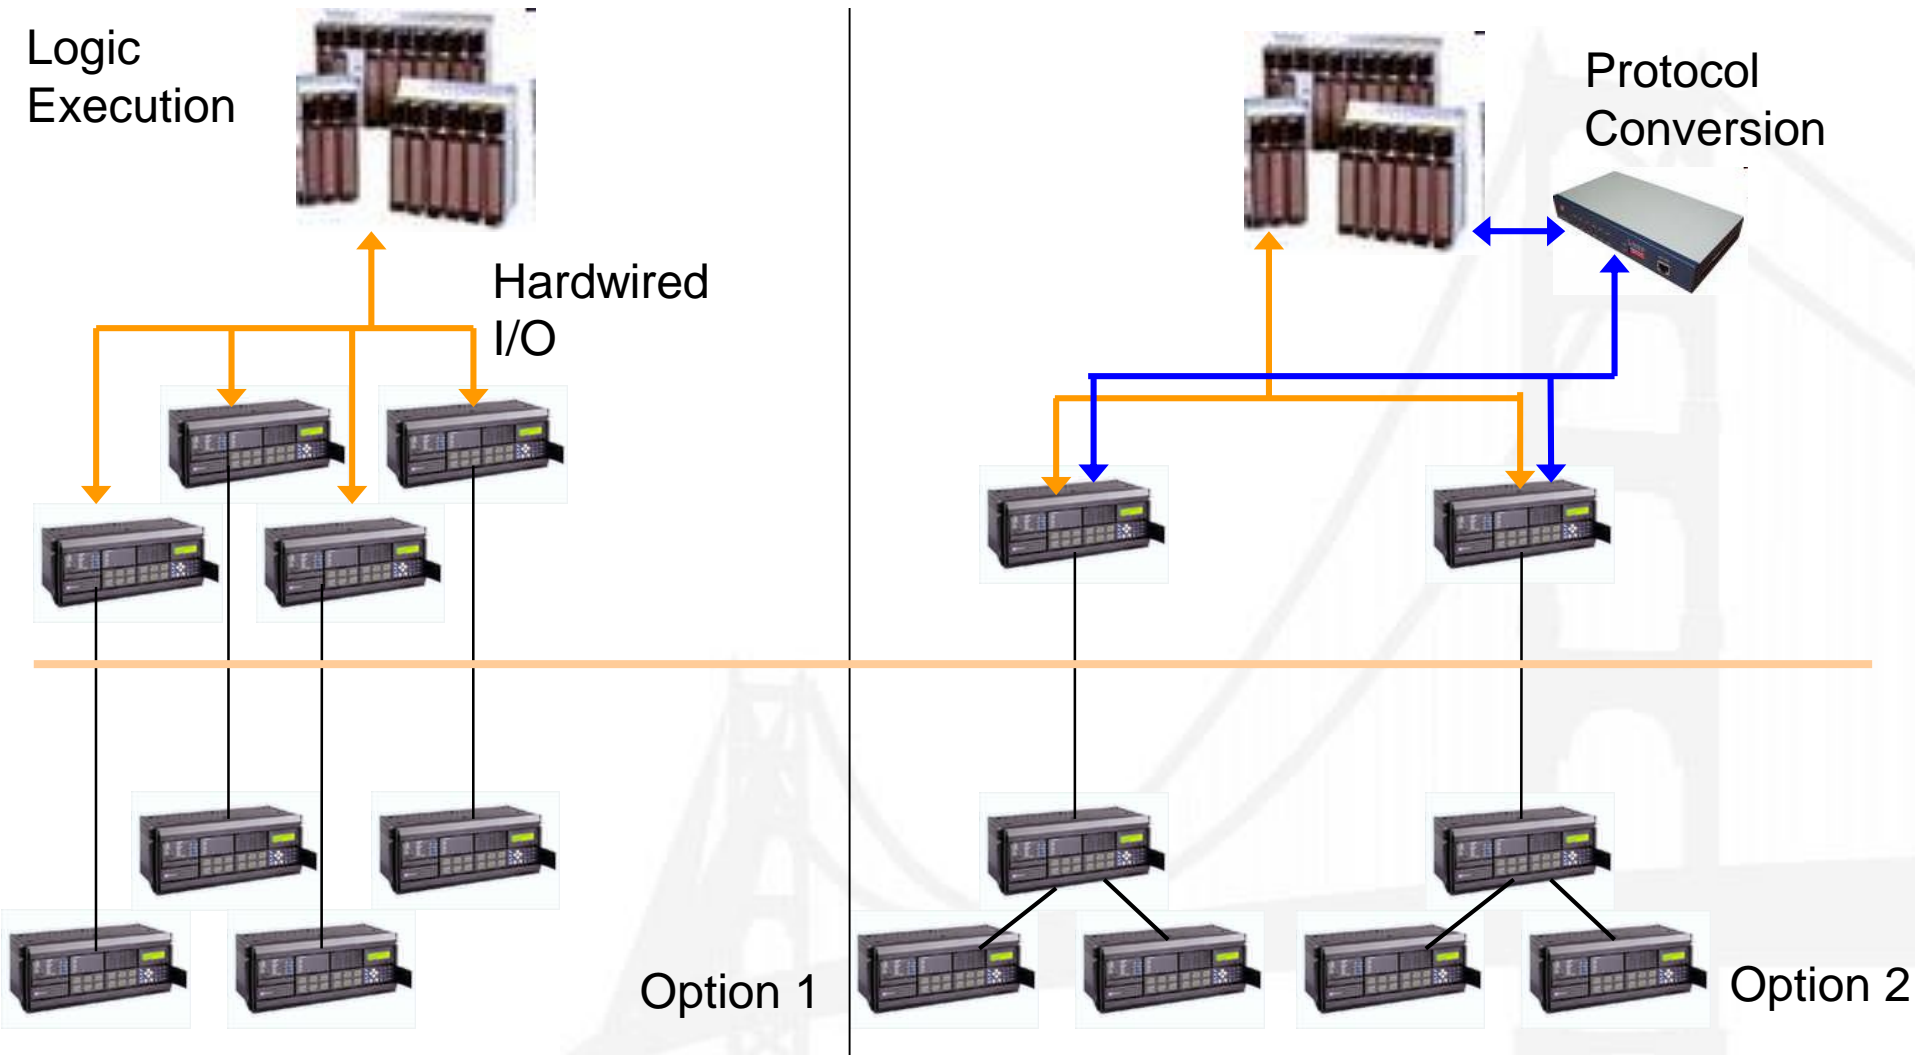 Logic
Execution
Hardwired
I/O
Option 1
Protocol
Conversion
Option 2